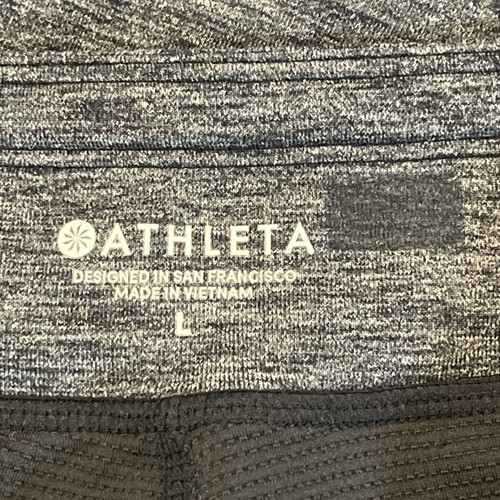 ATHLETA
DESIGNED IN SAN FRANCISCO
MADE IN VIETNAM
L